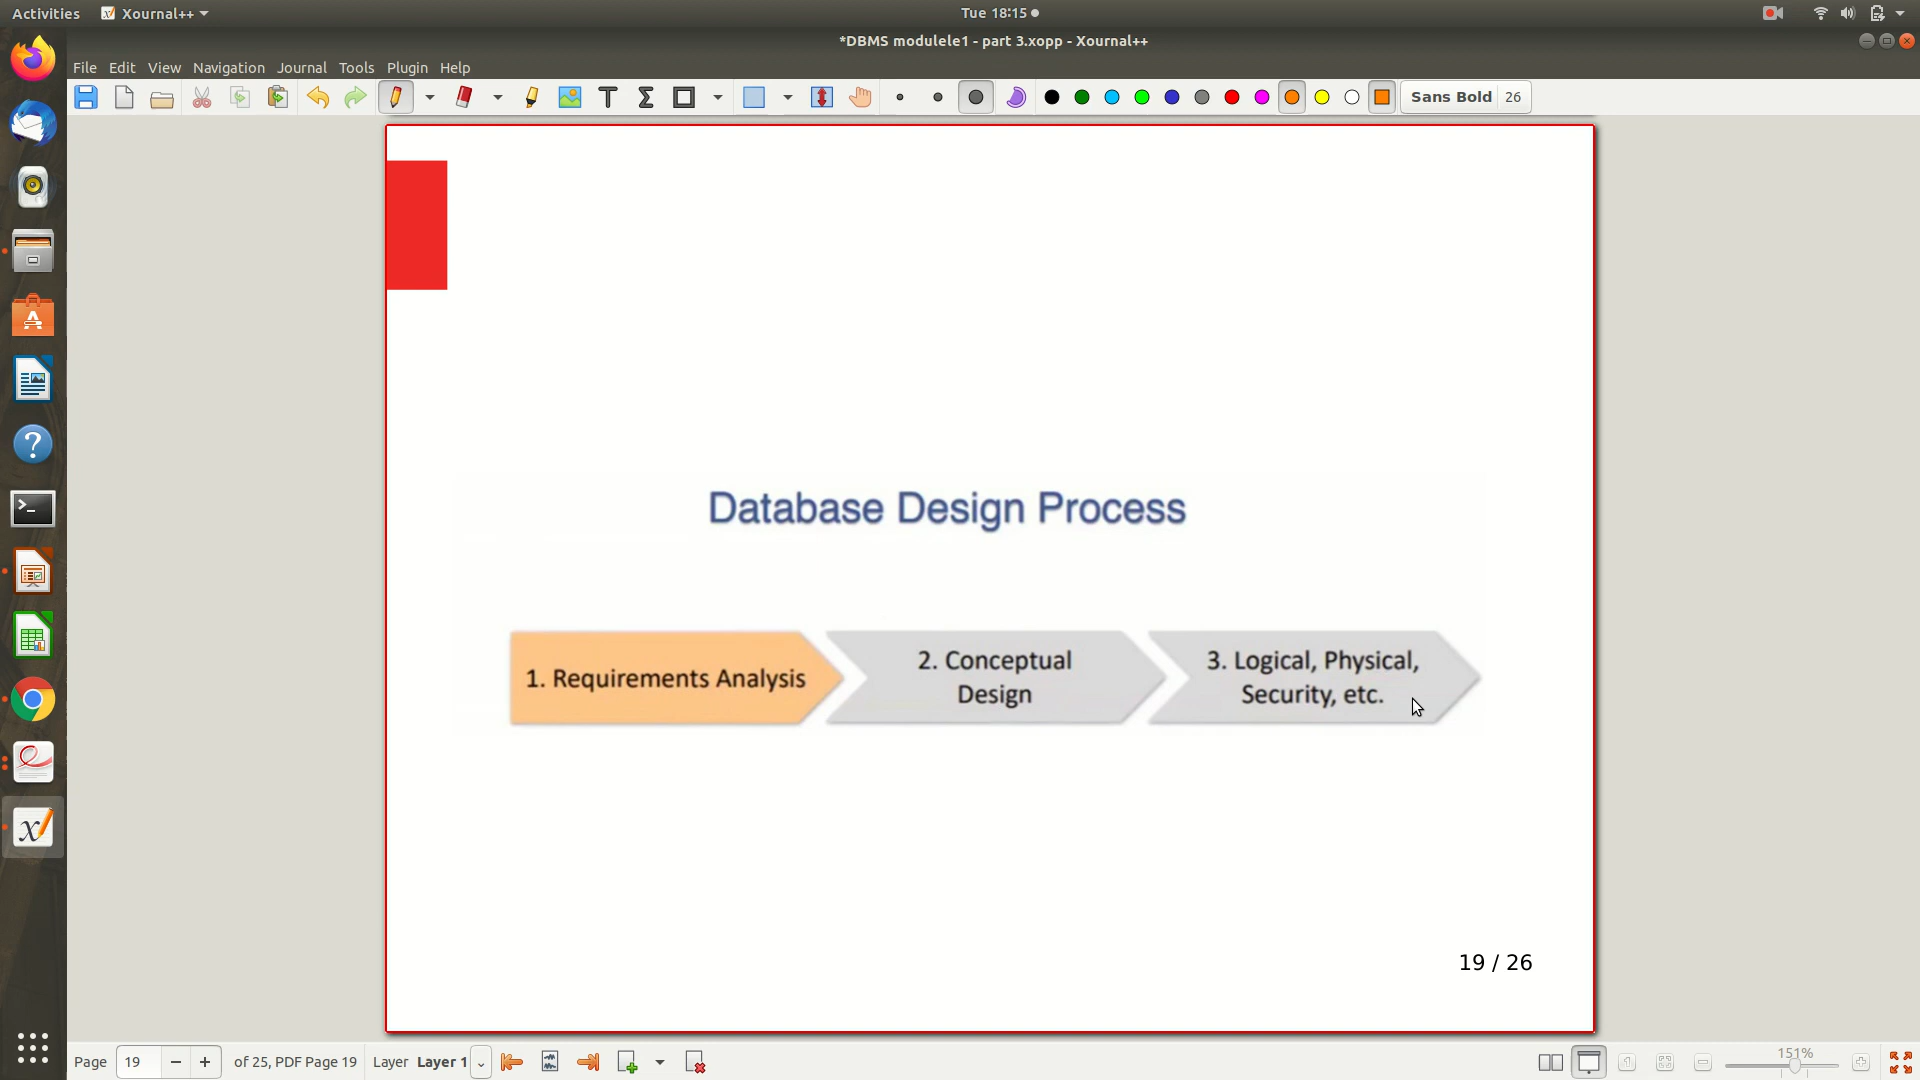 Activities Xournal++ Tue 18:15
*DBMS modulele1 - part 3.xopp - Xournal++
File Edit View Navigation Journal Tools Plugin Help
Sans Bold 26
Database Design Process
1. Requirements Analysis
2. Conceptual
Design
3. Logical, Physical,
Security, etc.
19 / 26
Page 19 of 25, PDF Page 19 Layer Layer 1 151%